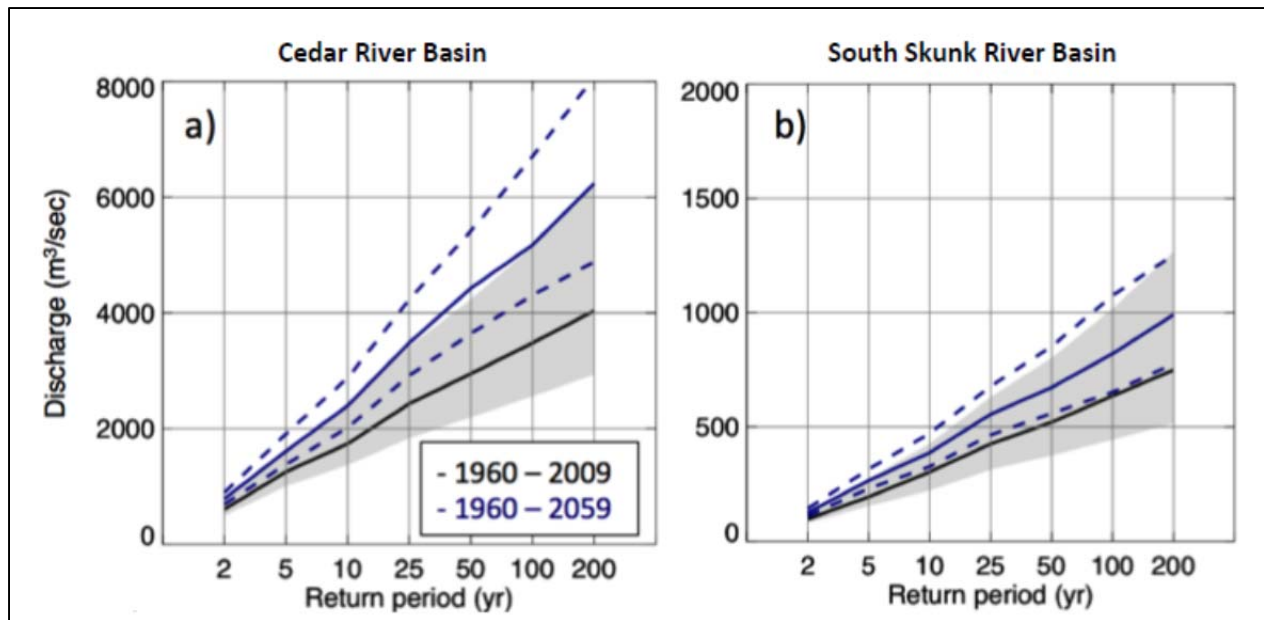 Cedar River Basin
South Skunk River Basin
a)
8000
6000
4000
2000
0
Discharge (m³/sec)
- 1960 – 2009
- 1960 – 2059
2 5 10 25 50 100 200
Return period (yr)
b)
2000
1500
1000
500
0
2 5 10 25 50 100 200
Return period (yr)